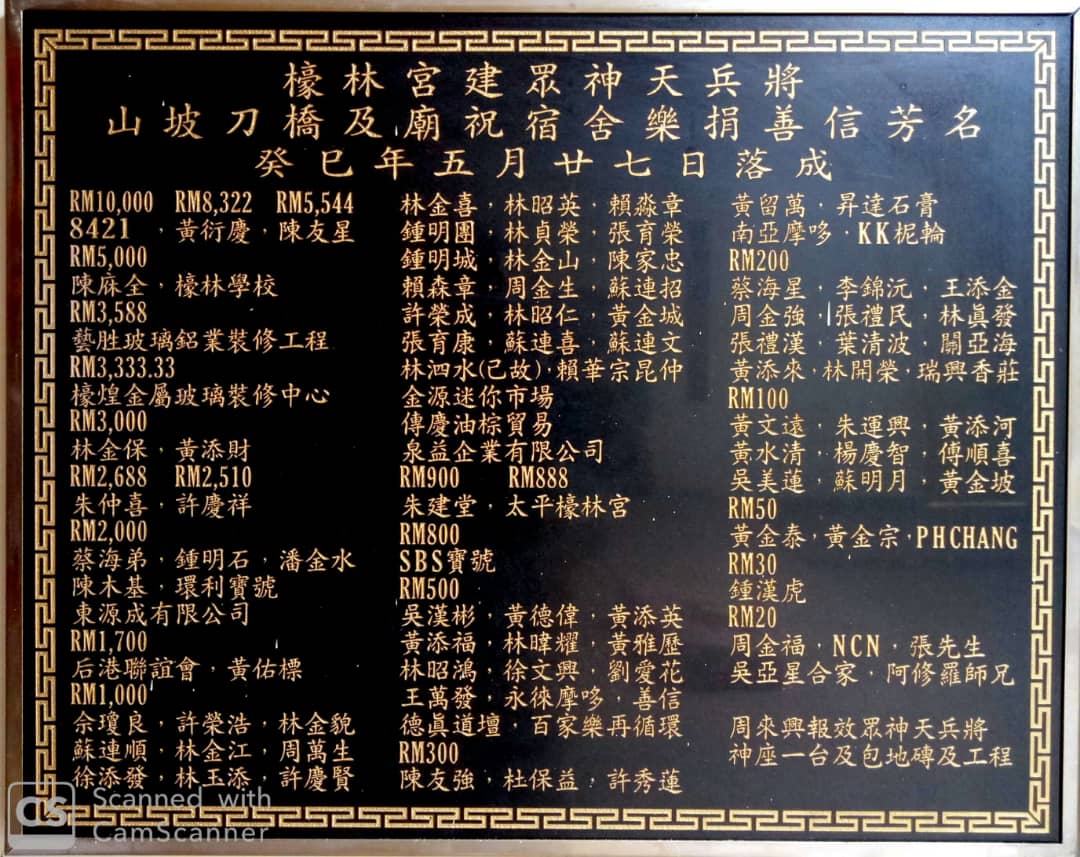 檺林宮建眾神天兵將
山坡刀橋及廟祝宿舍樂捐善信芳名
癸巳年五月廿七日落成
RM10,000 RM8,322 RM5,544
8421，黃衍慶，陳友星
RM5,000
陳庥全，檺林學校
RM3,588
藝胜玻璃鋁業裝修工程
RM3,333.33
檺煌金屬玻璃裝修中心
RM3,000
林金保，黃添財
RM2,688 RM2,510
朱仲喜，許慶祥
RM2,000
蔡海弟，鍾明石，潘金水
陳木基，環利寶號
東源成有限公司
RM1,700
后港聯誼會，黃佑標
RM1,000
佘瓊良，許榮浩，林金貌
蘇連順，林金江，周萬生
徐添發，林玉添，許慶賢
林金喜，林昭英，賴淼章
鍾明團，林貞榮，張育榮
鍾明城，林金山，陳家忠
賴森章，周金生，蘇連招
許榮成，林昭仁，黃金城
張育康，蘇連喜，蘇連文
林泗水(已故)，賴華宗昆仲
金源迷你市場
傳慶油棕貿易
泉益企業有限公司
RM900 RM888
朱建堂，太平檺林宮
RM800
SBS寶號
RM500
吳漢彬，黃德偉，黃添英
黃添福，林暐耀，黃雅歷
林昭鴻，徐文興，劉愛花
王萬發，永徠摩哆，善信
德眞道壇，百家樂再循環
RM300
陳友強，杜保益，許秀蓮
黃留萬，昇達石膏
南亞摩哆，KK柅輪
RM200
蔡海星，李錦沅，王添金
周金強，張禮民，林眞發
張禮漢，葉清波，關亞海
黃添來，林開榮，瑞興香莊
RM100
黃文遠，朱運興，黃添河
黃水清，楊慶智，傅順喜
吳美蓮，蘇明月，黃金坡
RM50
黃金泰，黃金宗，PHCHANG
RM30
鍾漢虎
RM20
周金福，NCN，張先生
吳亞星合家，阿修羅師兄
周來興報效眾神天兵將
神座一台及包地磚及工程
CS Scanned with
CamScanner